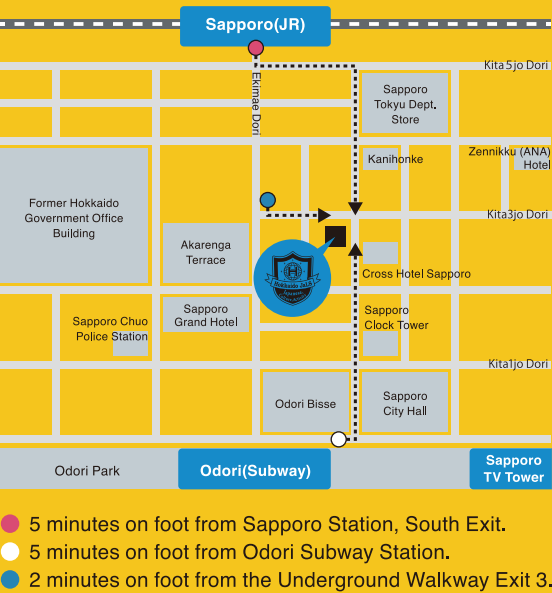 Sapporo(JR)
Kita5jo Dori
Ekimae Dori
Sapporo
Tokyu Dept.
Store
Kanihonke
Zennikku (ANA)
Hotel
Former Hokkaido
Government Office
Building
Kita3jo Dori
Akarenga
Terrace
H
Hokkaido JaLS
Cross Hotel Sapporo
Sapporo
Grand Hotel
Sapporo Chuo
Police Station
Sapporo
Clock Tower
Kita1jo Dori
Odori Bisse
Sapporo
City Hall
Odori Park
Odori(Subway)
Sapporo
TV Tower
5 minutes on foot from Sapporo Station, South Exit.
5 minutes on foot from Odori Subway Station.
2 minutes on foot from the Underground Walkway Exit 3.